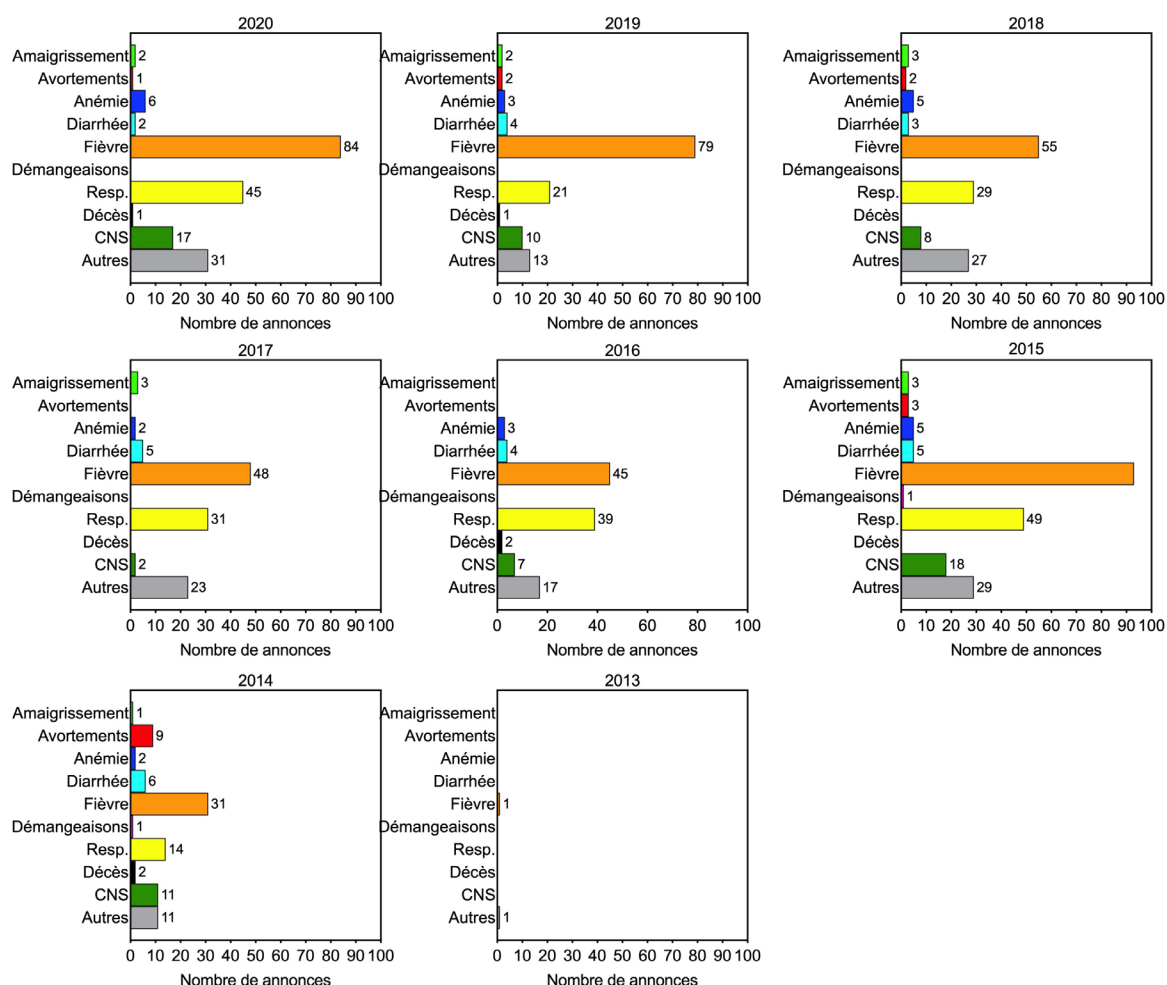 2020
Amaigrissement 2
Avortements 1
Anémie 6
Diarrhée 2
Fièvre 84
Démangeaisons
Resp. 45
Décès 1
CNS 17
Autres 31
0 10 20 30 40 50 60 70 80 90 100
Nombre de annonces
2019
Amaigrissement 2
Avortements 2
Anémie 3
Diarrhée 4
Fièvre 79
Démangeaisons
Resp. 21
Décès 1
CNS 10
Autres 13
0 10 20 30 40 50 60 70 80 90 100
Nombre de annonces
2018
Amaigrissement 3
Avortements 2
Anémie 5
Diarrhée 3
Fièvre 55
Démangeaisons
Resp. 29
Décès
CNS 8
Autres 27
0 10 20 30 40 50 60 70 80 90 100
Nombre de annonces
2017
Amaigrissement 3
Avortements
Anémie 2
Diarrhée 5
Fièvre 48
Démangeaisons
Resp. 31
Décès
CNS 2
Autres 23
0 10 20 30 40 50 60 70 80 90 100
Nombre de annonces
2016
Amaigrissement
Avortements
Anémie 3
Diarrhée 4
Fièvre 45
Démangeaisons
Resp. 39
Décès 2
CNS 7
Autres 17
0 20 40 60 80 100
Nombre de annonces
2015
Amaigrissement 3
Avortements 3
Anémie 5
Diarrhée 5
Fièvre
Démangeaisons 1
Resp. 49
Décès
CNS 18
Autres 29
0 10 20 30 40 50 60 70 80 90 100
Nombre de annonces
2014
Amaigrissement 1
Avortements 9
Anémie 2
Diarrhée 6
Fièvre 31
Démangeaisons 1
Resp. 14
Décès 2
CNS 11
Autres 11
0 10 20 30 40 50 60 70 80 90 100
Nombre de annonces
2013
Amaigrissement
Avortements
Anémie
Diarrhée
Fièvre 1
Démangeaisons
Resp.
Décès
CNS
Autres 1
0 10 20 30 40 50 60 70 80 90 100
Nombre de annonces